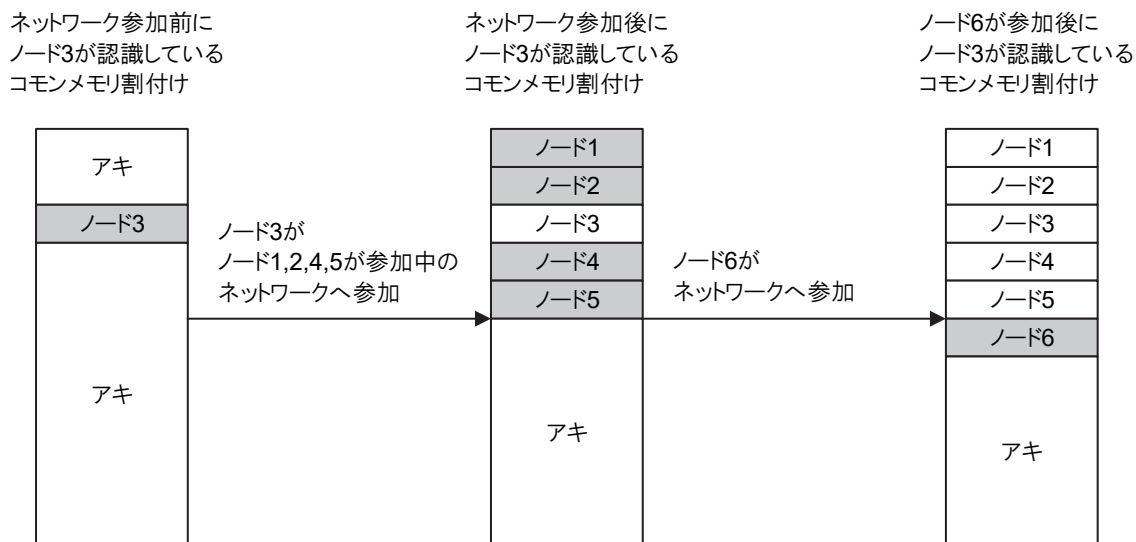 ネットワーク参加前に
ノード3が認識している
コモンメモリ割付け
ネットワーク参加後に
ノード3が認識している
コモンメモリ割付け
ノード6が参加後に
ノード3が認識している
コモンメモリ割付け
アキ
ノード3
アキ
ノード3が
ノード1,2,4,5が参加中の
ネットワークへ参加
ノード1
ノード2
ノード3
ノード4
ノード5
アキ
ノード6が
ネットワークへ参加
ノード1
ノード2
ノード3
ノード4
ノード5
ノード6
アキ